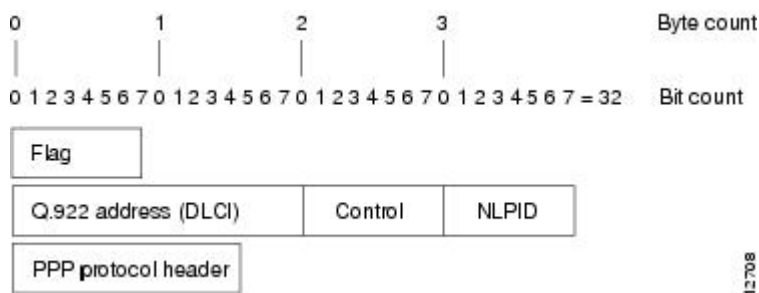 0 1 2 3 Byte count
0 1 2 3 4 5 6 7 0 1 2 3 4 5 6 7 0 1 2 3 4 5 6 7 0 1 2 3 4 5 6 7 = 32 Bit count
Flag
Q.922 address (DLCI) Control NLPID
PPP protocol header
12708